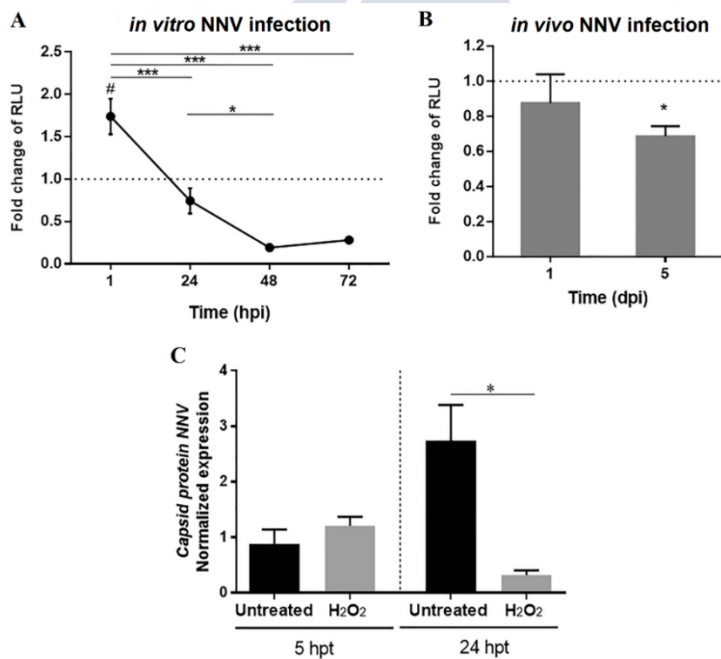 A
in vitro NNV infection
Fold change of RLU
2.5
2.0
1.5
1.0
0.5
0.0
***
***
***
*
#
1 24 48 72
Time (hpi)
B
in vivo NNV infection
Fold change of RLU
1.0
0.8
0.6
0.4
0.2
0.0
*
1 5
Time (dpi)
C
Capsid protein NNV
Normalized expression
4
3
2
1
0
*
Untreated H₂O₂ Untreated H₂O₂
5 hpt 24 hpt